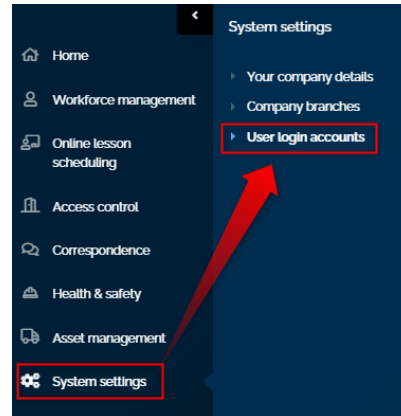 Home
Workforce management
Online lesson
scheduling
Access control
Correspondence
Health & safety
Asset management
System settings
System settings
Your company details
Company branches
User login accounts